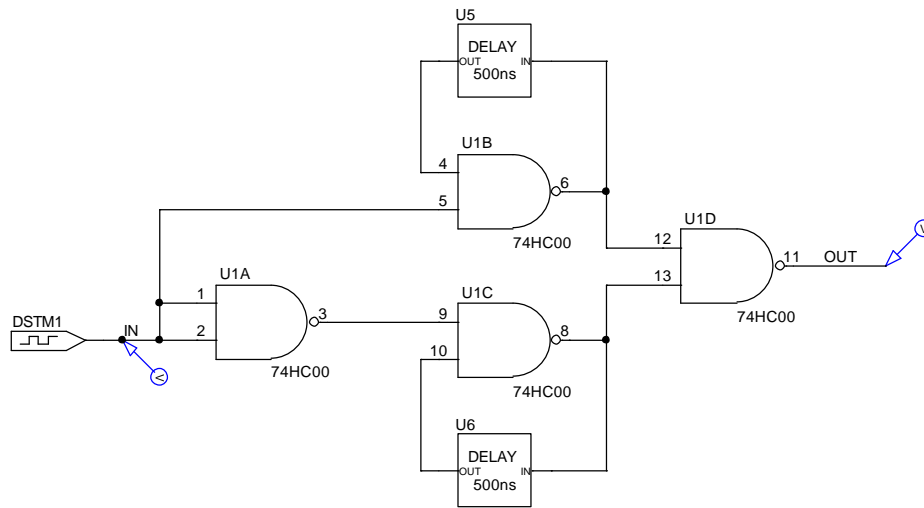 U5
DELAY
OUT IN
500ns
U1B
4
6
5
74HC00
U1D
12
11 OUT
13
74HC00
U1A
1
3
2
74HC00
DSTM1
IN
V
V
U1C
9
8
10
74HC00
U6
DELAY
OUT IN
500ns